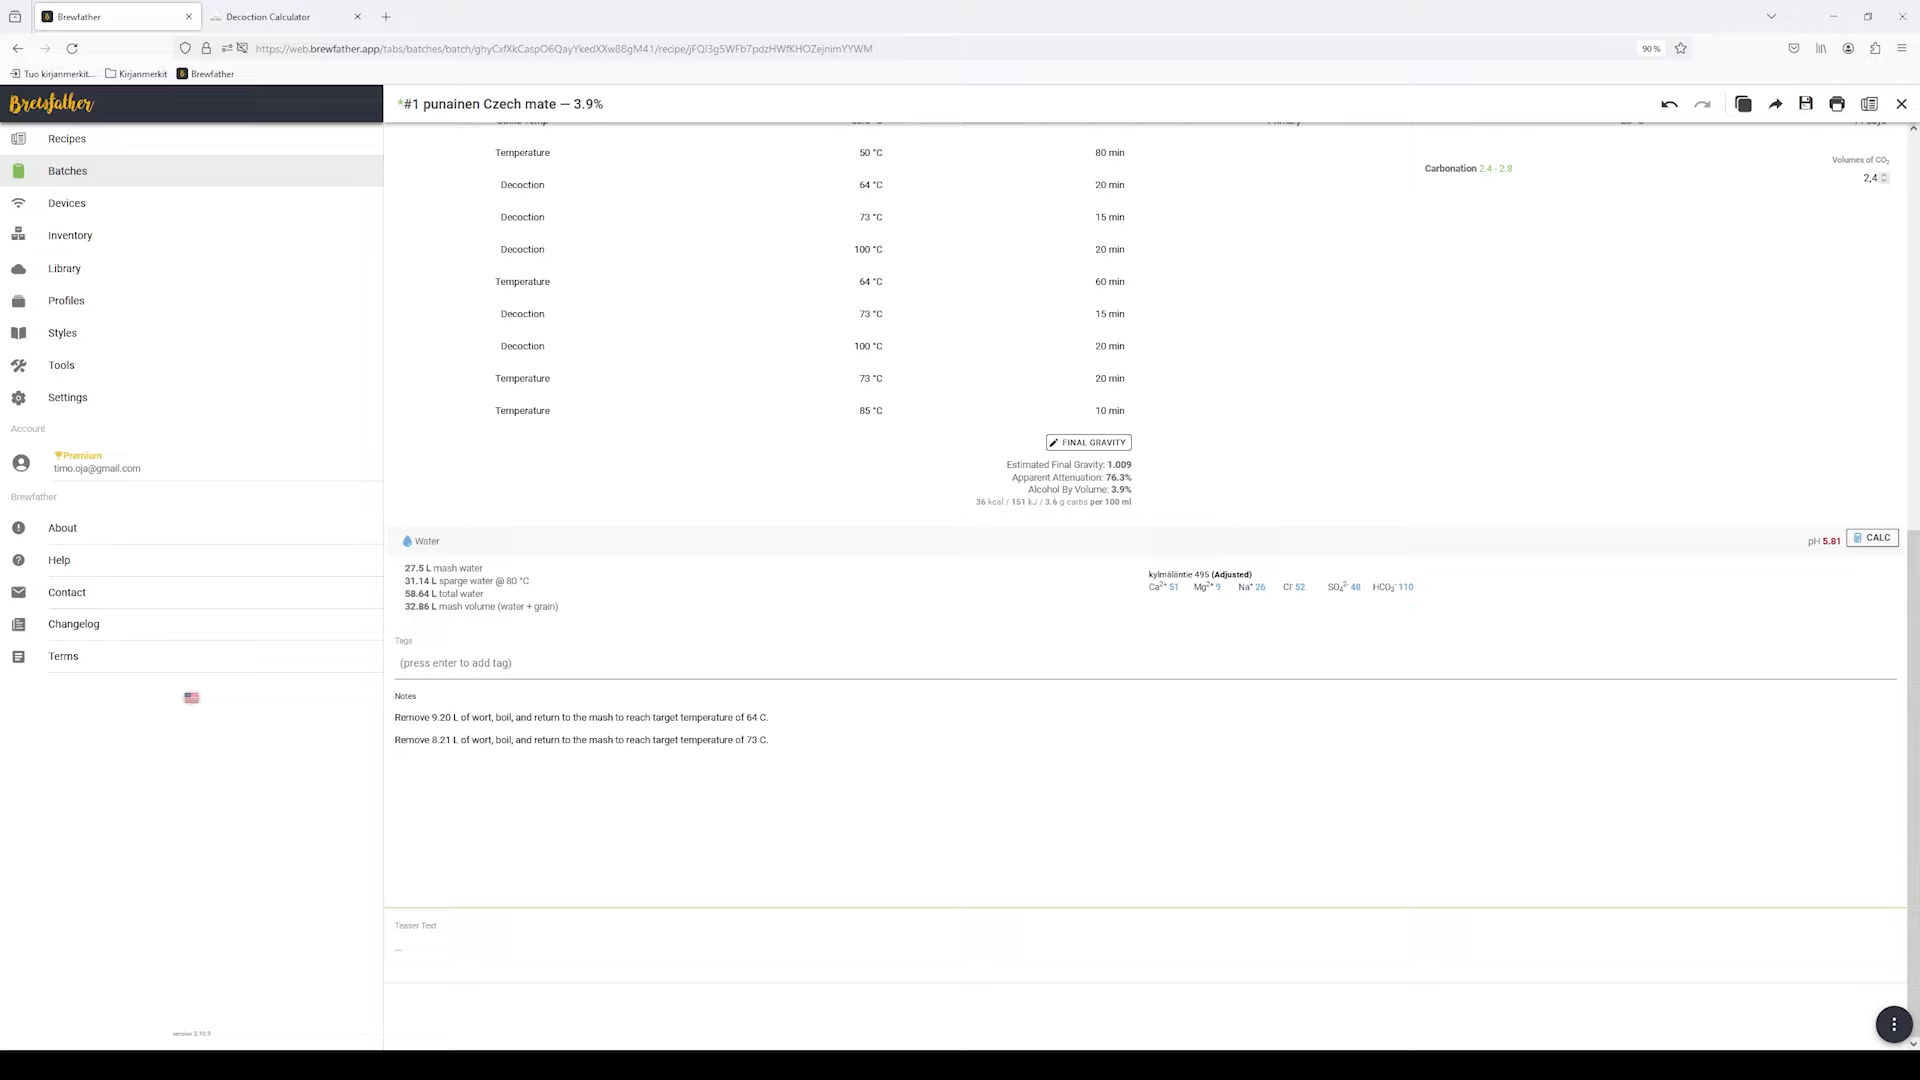 Brewfather
Decoction Calculator
https://web.brewfather.app/tabs/batches/batch/ghyCxfXkCaspO6QayYkedXXw88gM41/recipe/jFQl3g5WFb7pdzHWfKHOZejnimYYWM
90 %
Tuo kirjanmerkit...
Kirjanmerkit
Brewfather
Brewfather
*#1 punainen Czech mate — 3.9%
Recipes
Batches
Devices
Inventory
Library
Profiles
Styles
Tools
Settings
Account
Premium
timo.oja@gmail.com
Brewfather
About
Help
Contact
Changelog
Terms
version 2.10.9
Temperature 50 °C 80 min
Decoction 64 °C 20 min
Decoction 73 °C 15 min
Decoction 100 °C 20 min
Temperature 64 °C 60 min
Decoction 73 °C 15 min
Decoction 100 °C 20 min
Temperature 73 °C 20 min
Temperature 85 °C 10 min
Carbonation 2.4 - 2.8
Volumes of CO2
2,4
FINAL GRAVITY
Estimated Final Gravity: 1.009
Apparent Attenuation: 76.3%
Alcohol By Volume: 3.9%
36 kcal / 151 kJ / 3.6 g carbs per 100 ml
Water
pH 5.81
CALC
27.5 L mash water
31.14 L sparge water @ 80 °C
58.64 L total water
32.86 L mash volume (water + grain)
kylmäläntie 495 (Adjusted)
Ca2+ 51 Mg2+ 9 Na+ 26 Cl- 52 SO42- 48 HCO3- 110
Tags
(press enter to add tag)
Notes
Remove 9.20 L of wort, boil, and return to the mash to reach target temperature of 64 C.
Remove 8.21 L of wort, boil, and return to the mash to reach target temperature of 73 C.
Teaser Text
...